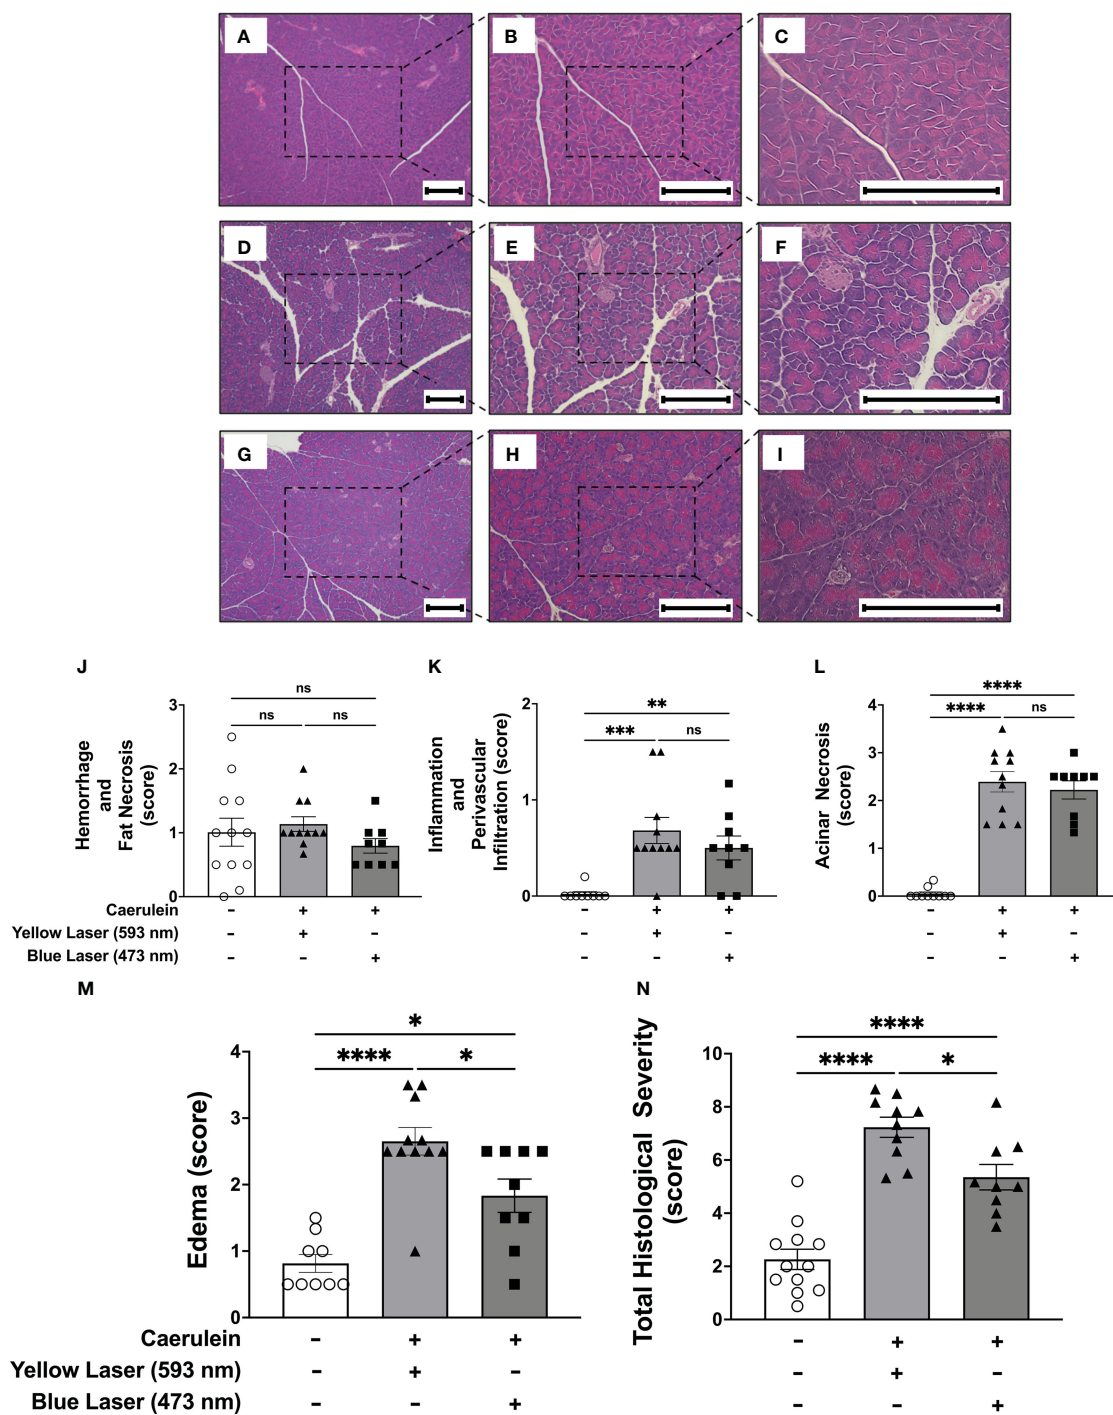 A
B
C
D
E
F
G
H
I
J
K
L
ns
ns
ns
3
2
1
0
Hemorrhage
and
Fat Necrosis
(score)
**
***
ns
2
1
0
Inflammation
and
Perivascular
Infiltration (score)
****
****
ns
4
3
2
1
0
Acinar Necrosis
(score)
Caerulein - + + - + + - + +
Yellow Laser (593 nm) - + - - + - - + -
Blue Laser (473 nm) - - + - - + - - +
M
N
*
****
*
4
3
2
1
0
Edema (score)
****
****
*
10
8
6
4
2
0
Total Histological Severity
(score)
Caerulein - + + - + +
Yellow Laser (593 nm) - + - - + -
Blue Laser (473 nm) - - + - - +